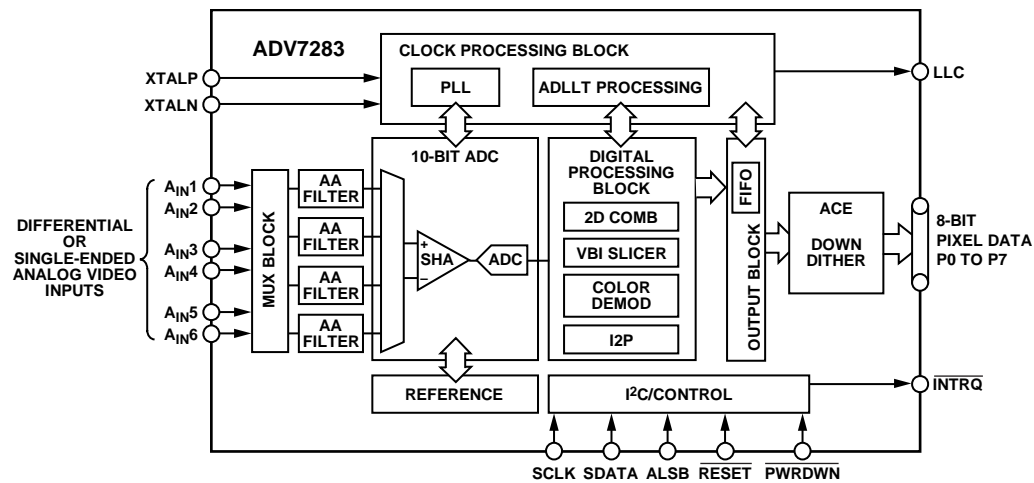 ADV7283
CLOCK PROCESSING BLOCK
PLL
ADLLT PROCESSING
XTALP
XTALN
LLC
10-BIT ADC
DIGITAL
PROCESSING
BLOCK
2D COMB
VBI SLICER
COLOR
DEMOD
I2P
FIFO
OUTPUT BLOCK
ACE
DOWN
DITHER
8-BIT
PIXEL DATA
P0 TO P7
DIFFERENTIAL
OR
SINGLE-ENDED
ANALOG VIDEO
INPUTS
AIN1
AIN2
AIN3
AIN4
AIN5
AIN6
MUX BLOCK
AA
FILTER
AA
FILTER
AA
FILTER
AA
FILTER
+
SHA
–
ADC
REFERENCE
I2C/CONTROL
INTRQ
SCLK
SDATA
ALSB
RESET
PWRDWN